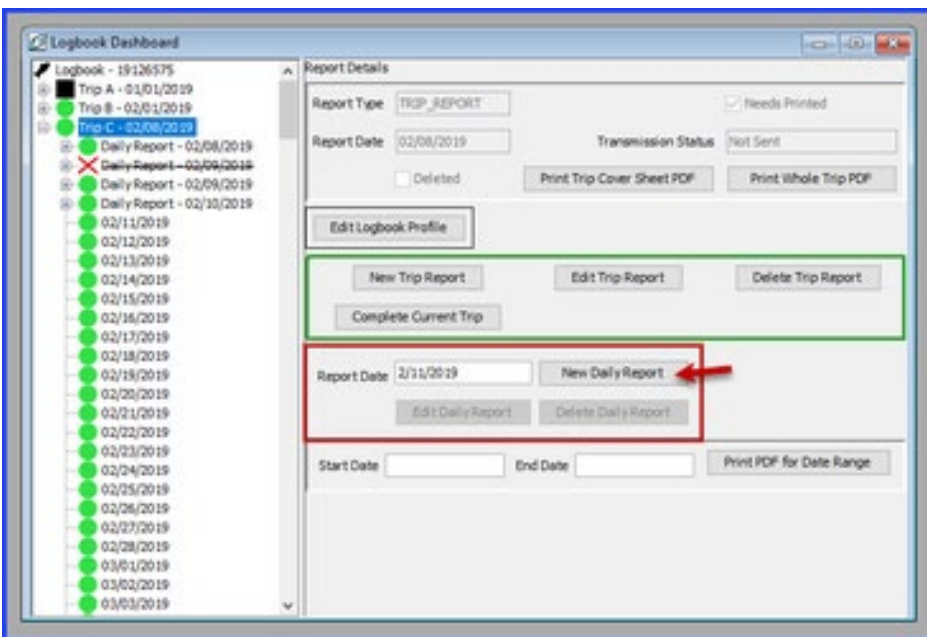 Logbook Dashboard
Logbook - 19126575
Trip A - 01/01/2019
Trip B - 02/01/2019
Trip C - 02/08/2019
Daily Report - 02/08/2019
Daily Report - 02/09/2019
Daily Report - 02/09/2019
Daily Report - 02/10/2019
02/11/2019
02/12/2019
02/13/2019
02/14/2019
02/15/2019
02/16/2019
02/17/2019
02/18/2019
02/19/2019
02/20/2019
02/21/2019
02/22/2019
02/23/2019
02/24/2019
02/25/2019
02/26/2019
02/27/2019
02/28/2019
03/01/2019
03/02/2019
03/03/2019
Report Details
Report Type TRIP_REPORT Needs Printed
Report Date 02/08/2019 Transmission Status Not Sent
Deleted Print Trip Cover Sheet PDF Print Whole Trip PDF
Edit Logbook Profile
New Trip Report Edit Trip Report Delete Trip Report
Complete Current Trip
Report Date 2/11/2019 New Daily Report
Edit Daily Report Delete Daily Report
Start Date End Date Print PDF for Date Range